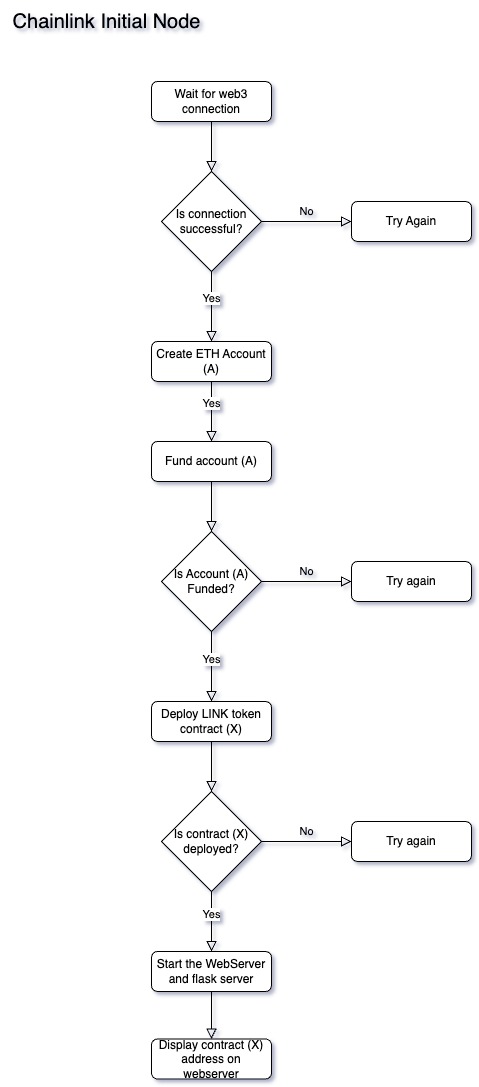 Chainlink Initial Node
Wait for web3
connection
Is connection
successful?
No
Try Again
Yes
Create ETH Account
(A)
Yes
Fund account (A)
Is Account (A)
Funded?
No
Try again
Yes
Deploy LINK token
contract (X)
Is contract (X)
deployed?
No
Try again
Yes
Start the WebServer
and flask server
Display contract (X)
address on
webserver